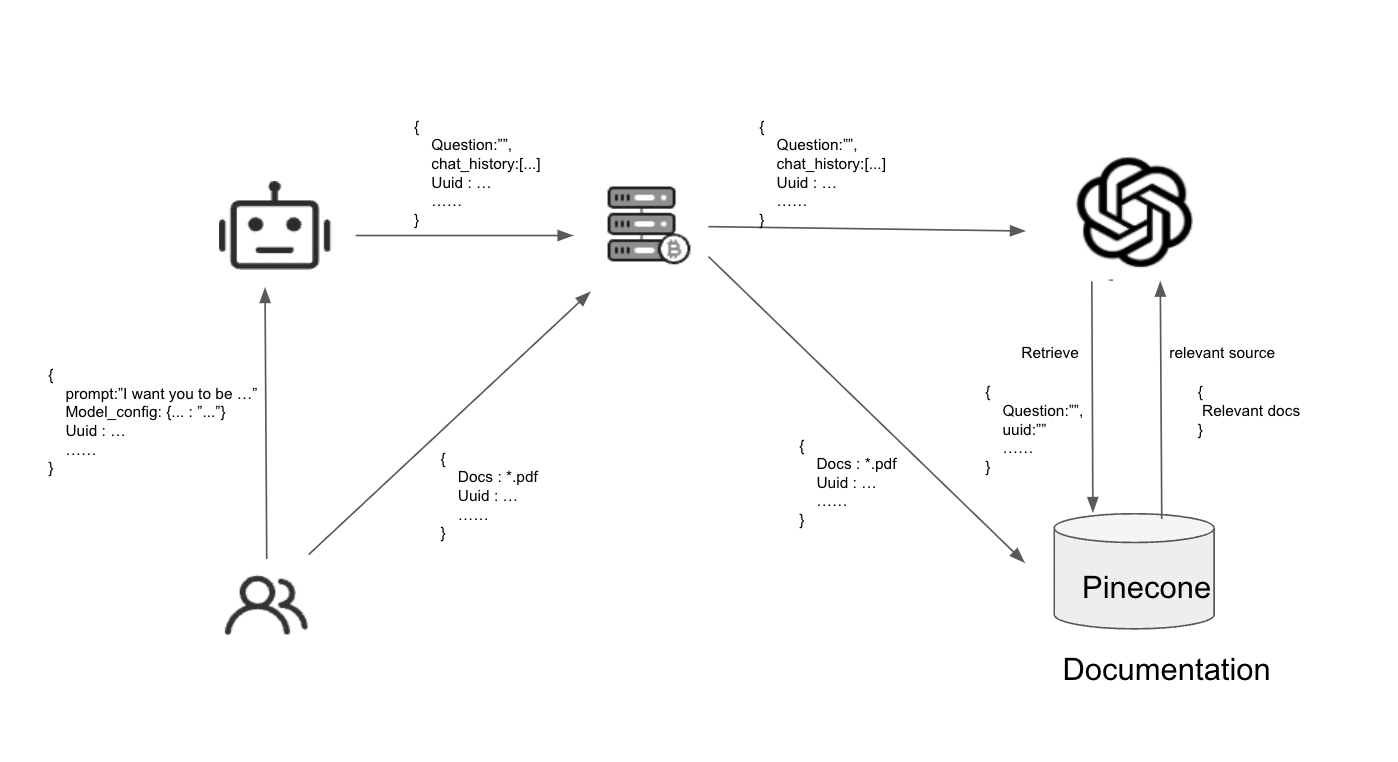 {
Question:"",
chat_history:[...]
Uuid : …
……
}
{
Question:"",
chat_history:[...]
Uuid : …
……
}
{
prompt:"I want you to be …"
Model_config: {... : "..."}
Uuid : …
……
}
{
Docs : *.pdf
Uuid : …
……
}
{
Docs : *.pdf
Uuid : …
……
}
Retrieve
{
Question:"",
uuid:""
……
}
relevant source
{
Relevant docs
}
Pinecone
Documentation